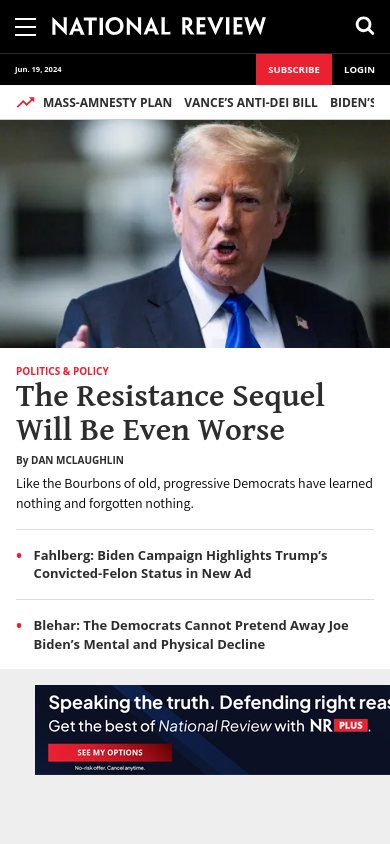 NATIONAL REVIEW
Jun. 19, 2024
SUBSCRIBE
LOGIN
MASS-AMNESTY PLAN VANCE'S ANTI-DEI BILL BIDEN'S
POLITICS & POLICY
The Resistance Sequel
Will Be Even Worse
By DAN MCLAUGHLIN
Like the Bourbons of old, progressive Democrats have learned
nothing and forgotten nothing.
Fahlberg: Biden Campaign Highlights Trump's
Convicted-Felon Status in New Ad
Blehar: The Democrats Cannot Pretend Away Joe
Biden's Mental and Physical Decline
Speaking the truth. Defending right reas
Get the best of National Review with NR PLUS.
SEE MY OPTIONS
No-risk offer. Cancel anytime.